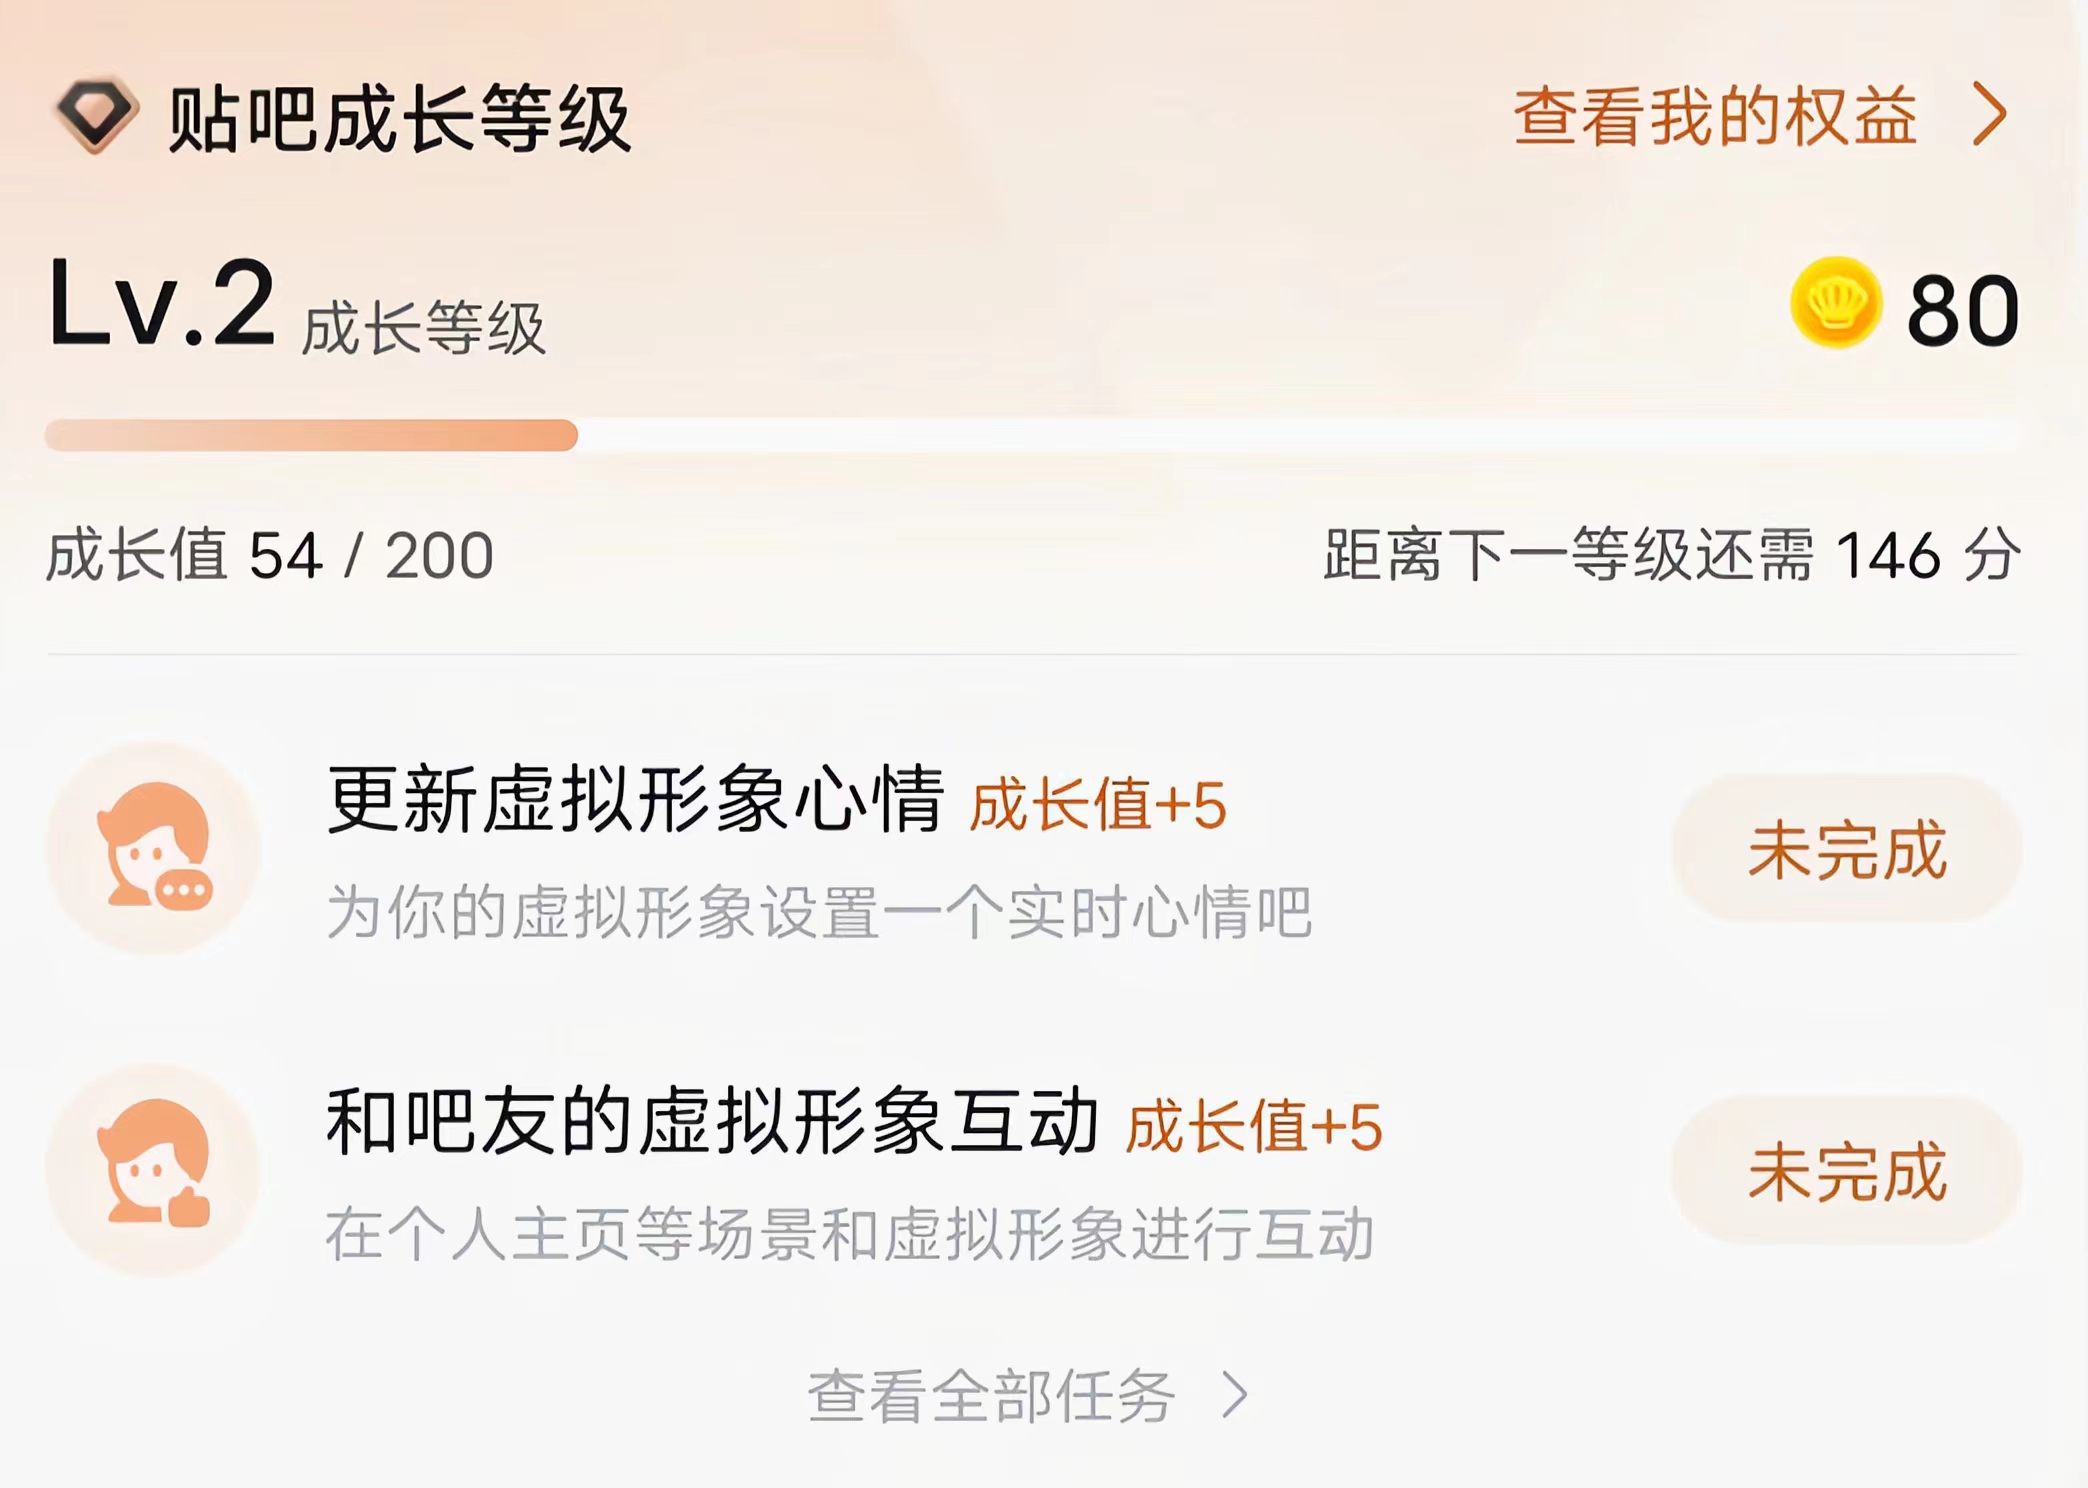 贴吧成长等级
查看我的权益
Lv.2 成长等级
80
成长值 54 / 200
距离下一等级还需 146 分
更新虚拟形象心情 成长值+5
为你的虚拟形象设置一个实时心情吧
未完成
和吧友的虚拟形象互动 成长值+5
在个人主页等场景和虚拟形象进行互动
未完成
查看全部任务